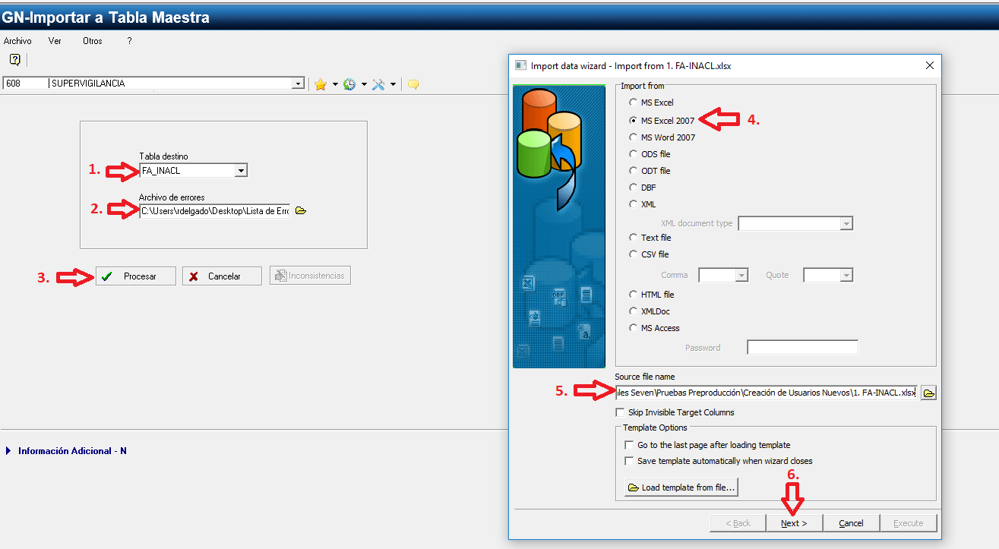 GN-Importar a Tabla Maestra
Archivo Ver Otros ?
608 SUPERVIGILANCIA
Tabla destino
1. FA_INACL
Archivo de errores
2. C:\Users\rdelgado\Desktop\Lista de Erro
3. Procesar Cancelar Inconsistencias
Información Adicional - N
Import data wizard - Import from 1. FA-INACL.xlsx
Import from
MS Excel
MS Excel 2007 4.
MS Word 2007
ODS file
ODT file
DBF
XML
XML document type
Text file
CSV file
Comma Quote
HTML file
XMLDoc
MS Access
Password
Source file name
5. les Seven\Pruebas Preproducción\Creación de Usuarios Nuevos\1. FA-INACL.xlsx
Skip Invisible Target Columns
Template Options
Go to the last page after loading template
Save template automatically when wizard closes
6.
Load template from file...
< Back Next > Cancel Execute